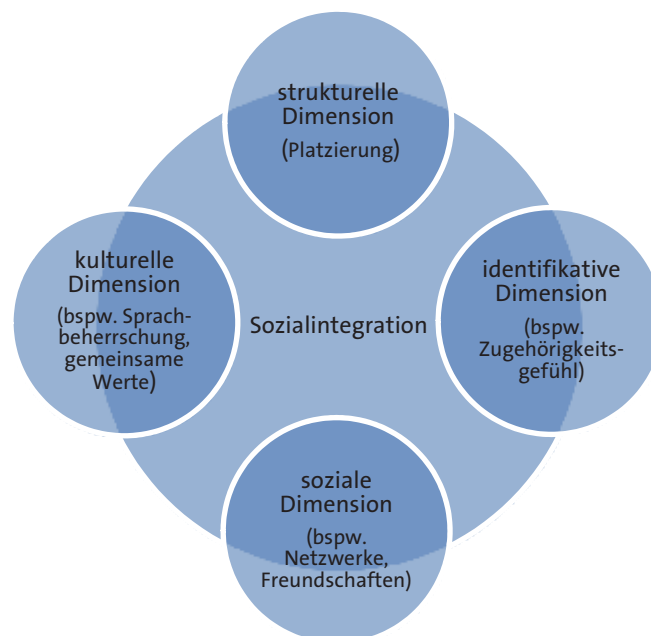 strukturelle
Dimension
(Platzierung)
kulturelle
Dimension
(bspw. Sprach-
beherrschung,
gemeinsame
Werte)
Sozialintegration
identifikative
Dimension
(bspw.
Zugehörigkeits-
gefühl)
soziale
Dimension
(bspw.
Netzwerke,
Freundschaften)